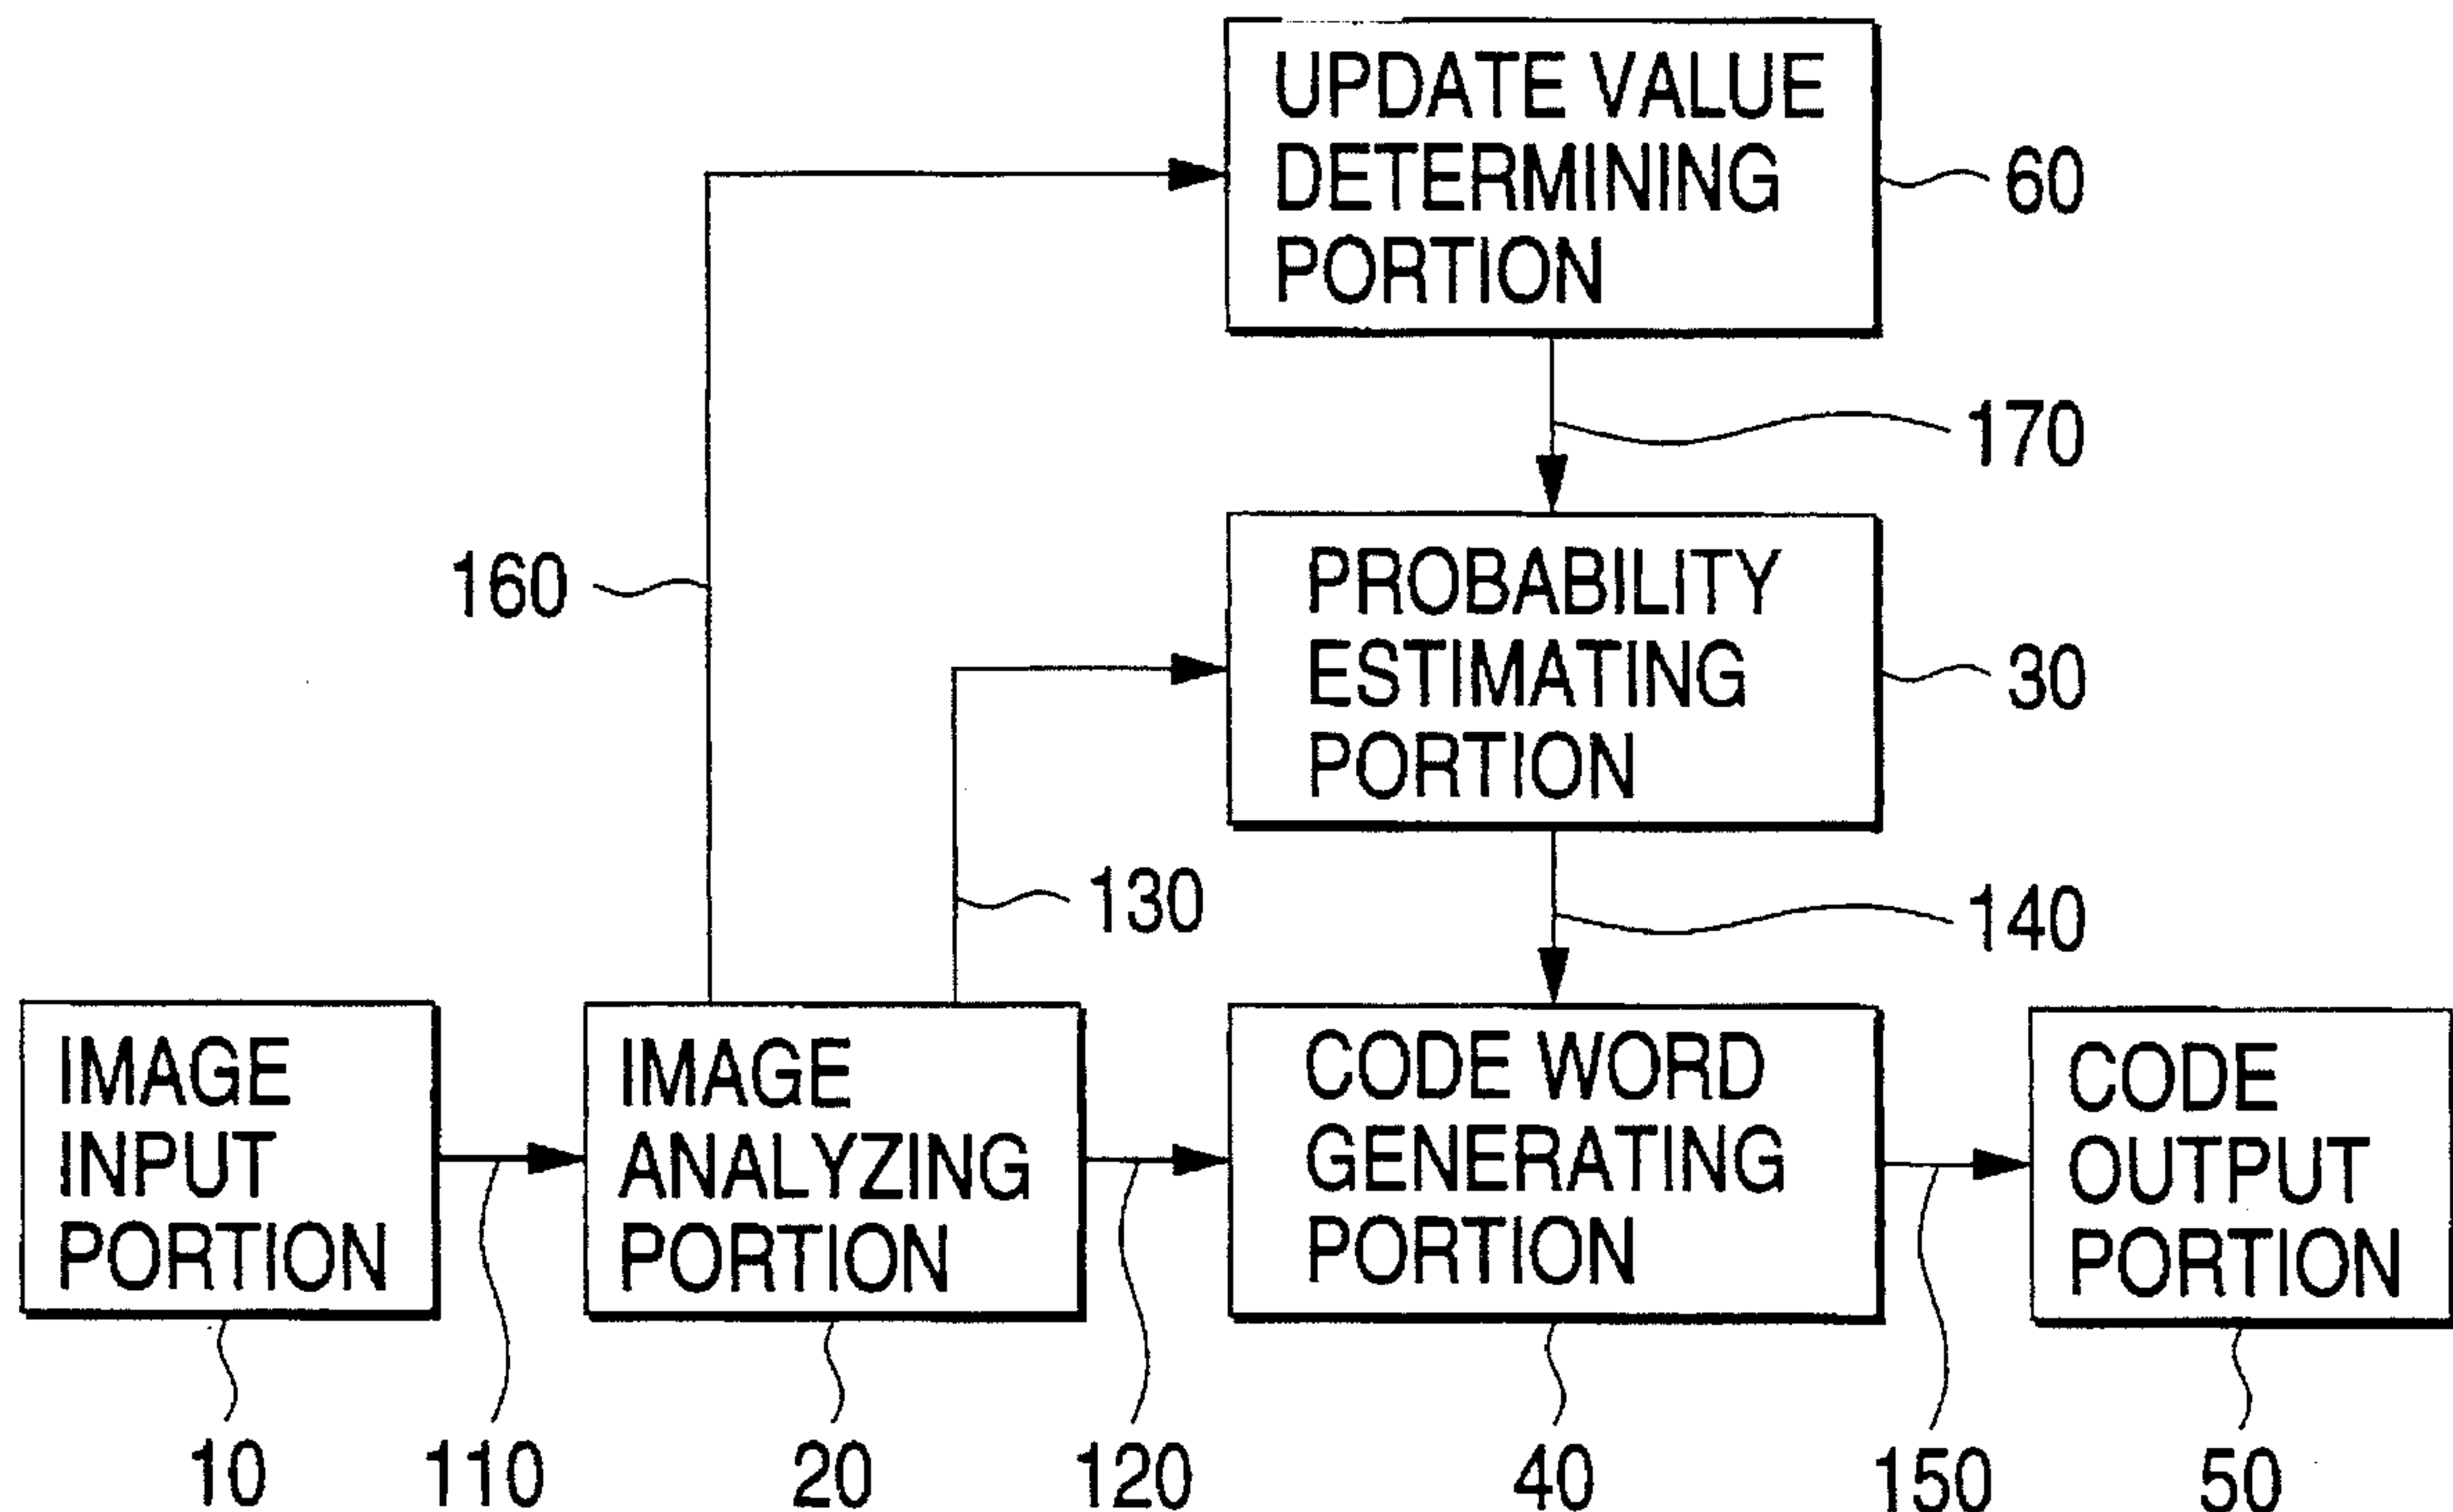 UPDATE VALUE
DETERMINING
PORTION
60
170
160
PROBABILITY
ESTIMATING
PORTION
30
130
140
IMAGE
INPUT
PORTION
IMAGE
ANALYZING
PORTION
CODE WORD
GENERATING
PORTION
CODE
OUTPUT
PORTION
10
110
20
120
40
150
50